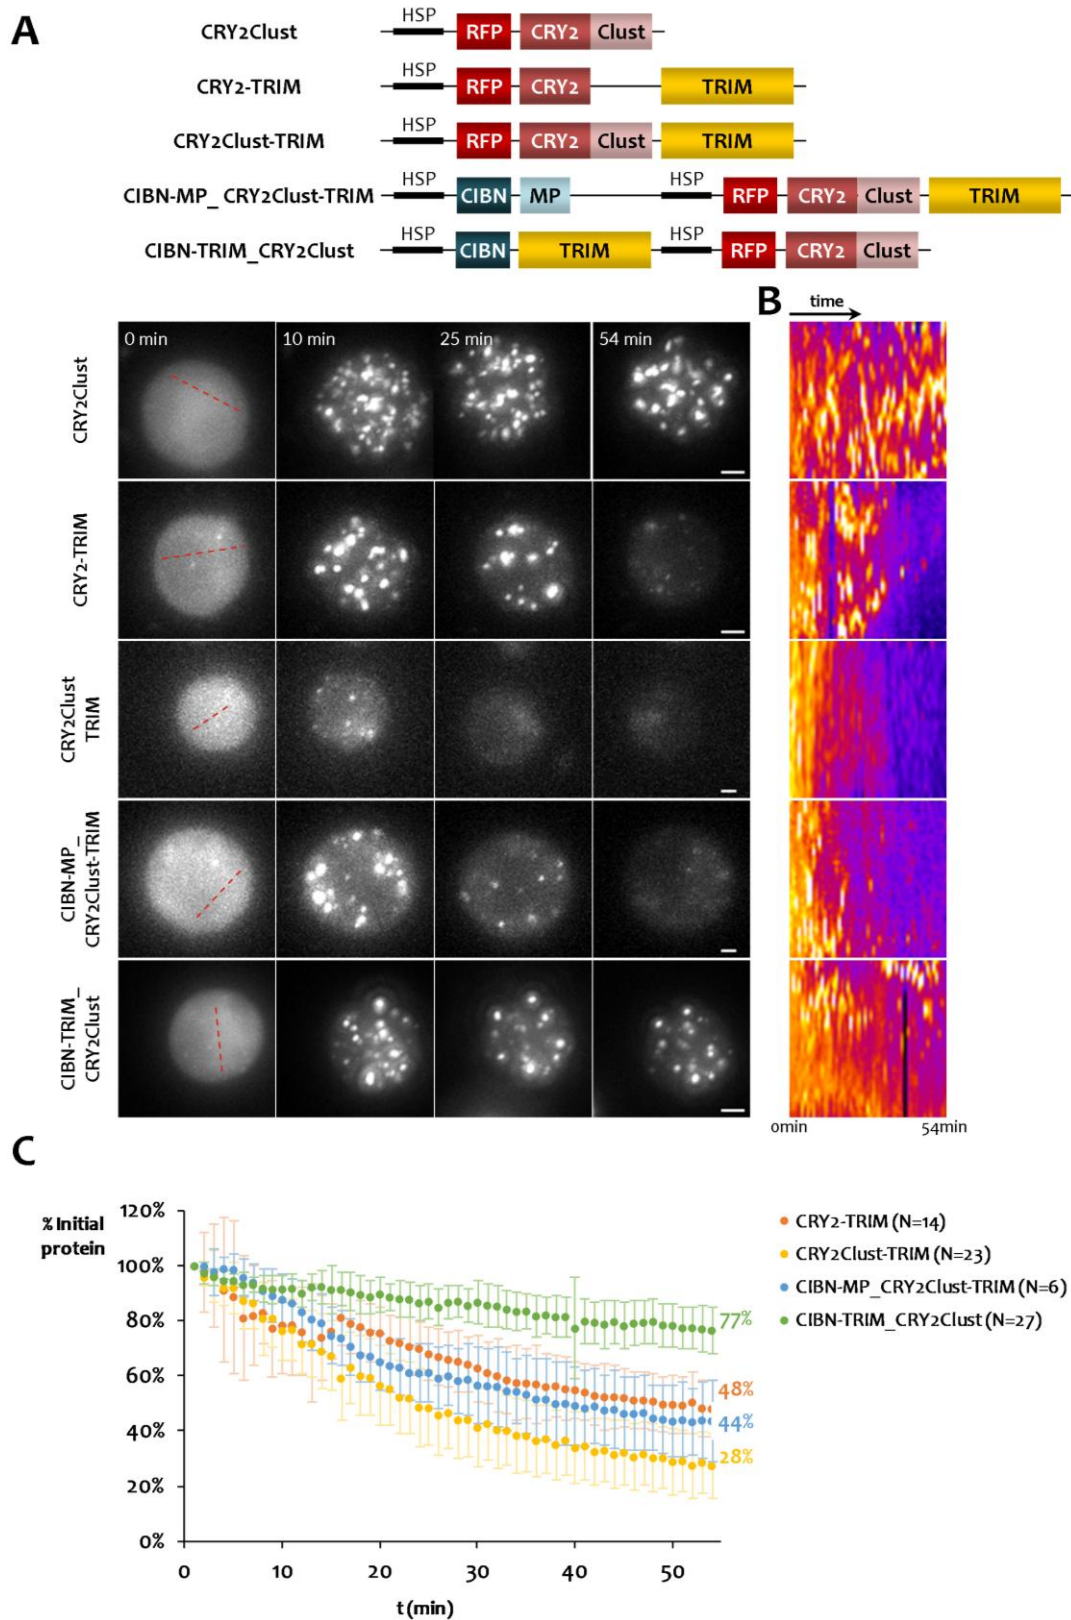 A
CRY2Clust
HSP
RFP
CRY2
Clust
CRY2-TRIM
HSP
RFP
CRY2
TRIM
CRY2Clust-TRIM
HSP
RFP
CRY2
Clust
TRIM
CIBN-MP_ CRY2Clust-TRIM
HSP
CIBN
MP
HSP
RFP
CRY2
Clust
TRIM
CIBN-TRIM_CRY2Clust
HSP
CIBN
TRIM
HSP
RFP
CRY2
Clust
B
time
0 min
10 min
25 min
54 min
CRY2Clust
CRY2-TRIM
CRY2Clust
TRIM
CIBN-MP_
CRY2Clust-TRIM
CIBN-TRIM_
CRY2Clust
0min
54min
C
% Initial
protein
120%
100%
80%
60%
40%
20%
0%
0
10
20
30
40
50
t (min)
77%
48%
44%
28%
CRY2-TRIM (N=14)
CRY2Clust-TRIM (N=23)
CIBN-MP_CRY2Clust-TRIM (N=6)
CIBN-TRIM_CRY2Clust (N=27)